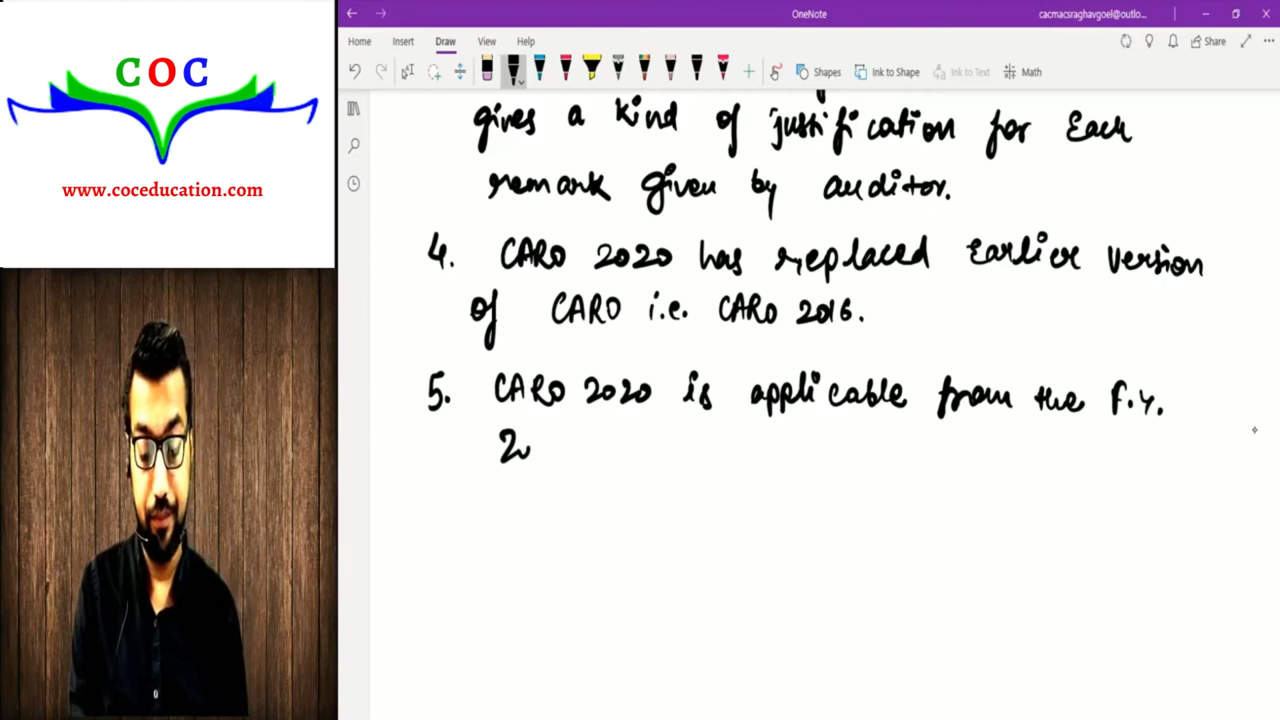 COC
www.coceducation.com
OneNote
cacmacsraghavgoel@outlo...
Home Insert Draw View Help
Share
Shapes Ink to Shape Ink to Text Math
gives a kind of justification for Each
remark given by auditor.
4. CARO 2020 has replaced Earlier version
of CARO i.e. CARO 2016.
5. CARO 2020 is applicable from the F.Y.
20